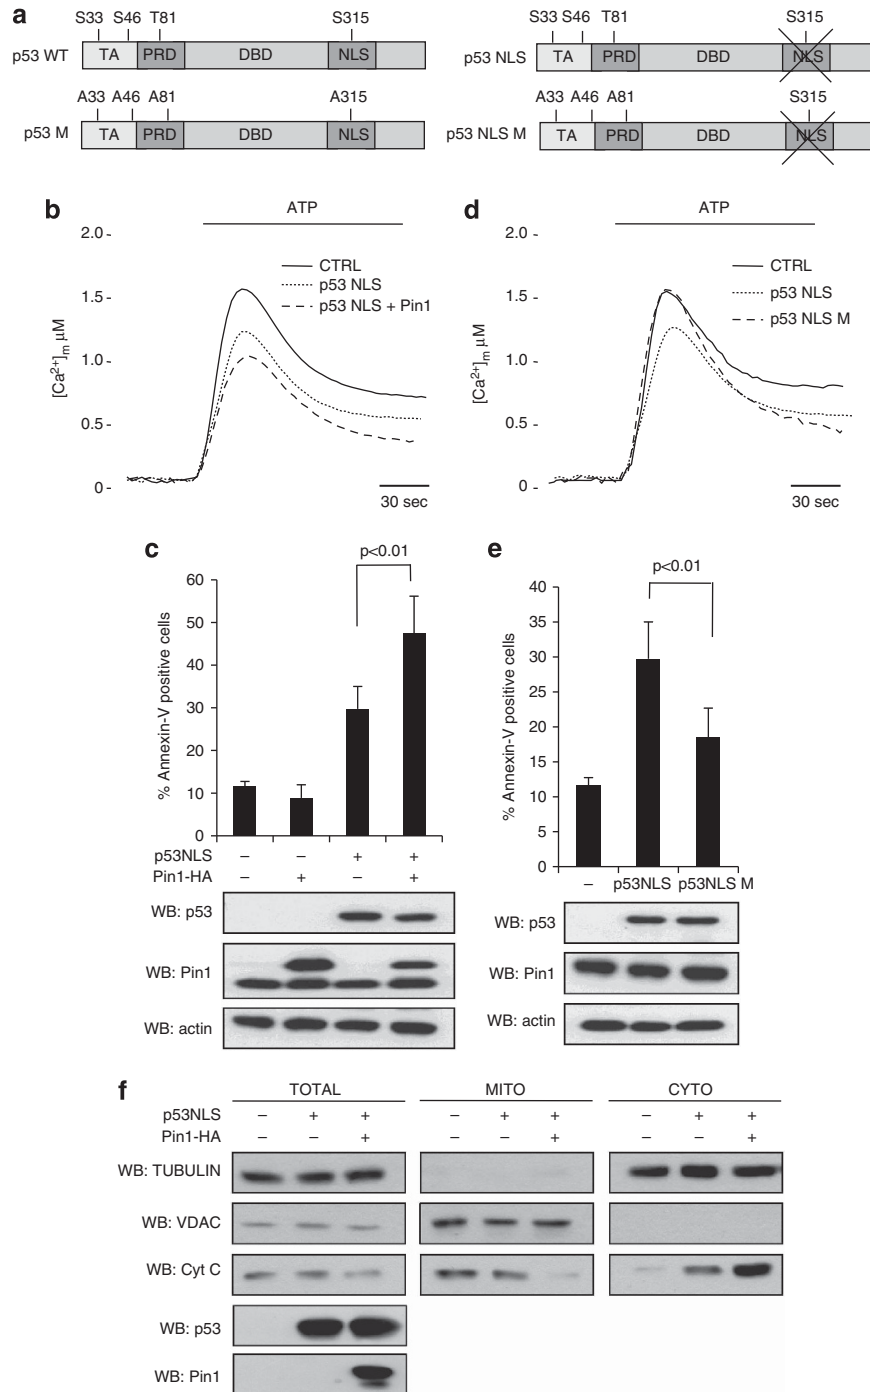 a
S33 S46 T81 S315
p53 WT TA PRD DBD NLS
A33 A46 A81 A315
p53 M TA PRD DBD NLS
S33 S46 T81 S315
p53 NLS TA PRD DBD NLS
A33 A46 A81 S315
p53 NLS M TA PRD DBD NLS
b
ATP
2.0 -
1.5 -
1.0 -
0.5 -
0 -
[Ca2+]m μM
CTRL
p53 NLS
p53 NLS + Pin1
30 sec
d
ATP
2.0 -
1.5 -
1.0 -
0.5 -
0 -
[Ca2+]m μM
CTRL
p53 NLS
p53 NLS M
30 sec
c
p<0.01
60
50
40
30
20
10
0
% Annexin-V positive cells
p53NLS – – + +
Pin1-HA – + – +
WB: p53
WB: Pin1
WB: actin
e
p<0.01
40
35
30
25
20
15
10
5
0
% Annexin-V positive cells
– p53NLS p53NLS M
WB: p53
WB: Pin1
WB: actin
f
TOTAL MITO CYTO
p53NLS – + + – + + – + +
Pin1-HA – – + – – + – – +
WB: TUBULIN
WB: VDAC
WB: Cyt C
WB: p53
WB: Pin1